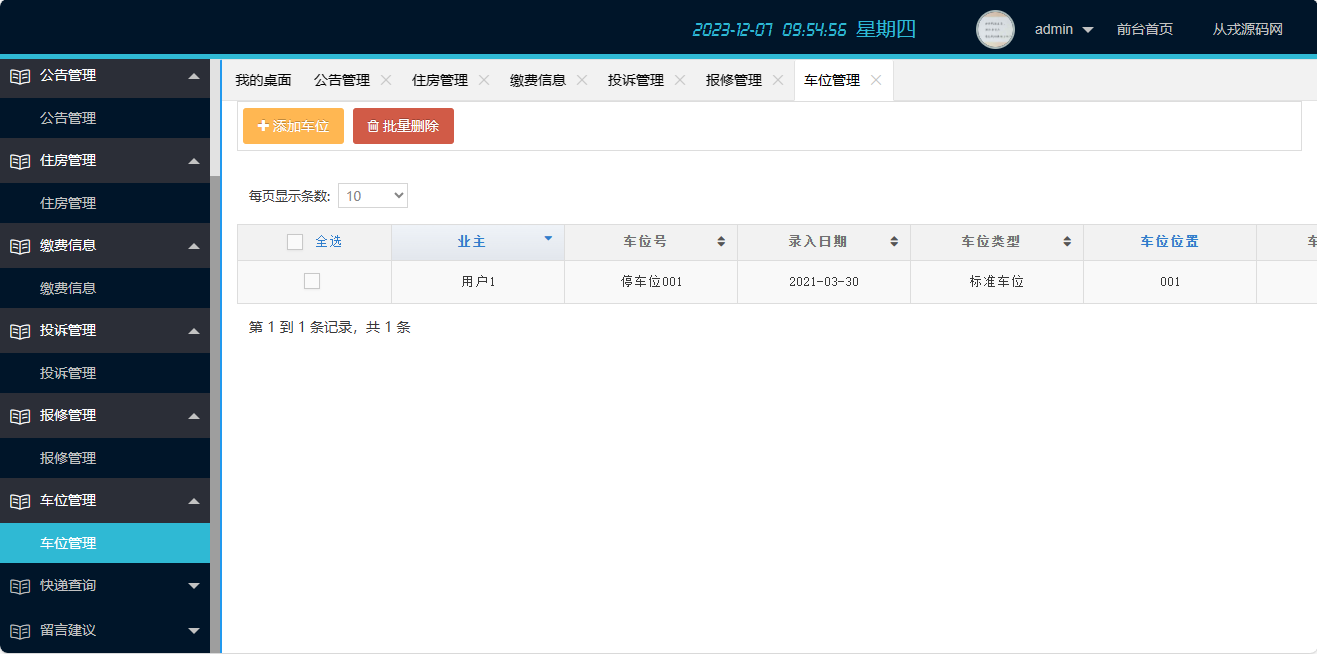 2023-12-07 09:54:56 星期四
admin
前台首页
从戎源码网
公告管理
公告管理
住房管理
住房管理
缴费信息
缴费信息
投诉管理
投诉管理
报修管理
报修管理
车位管理
车位管理
快递查询
留言建议
我的桌面 公告管理 住房管理 缴费信息 投诉管理 报修管理 车位管理
添加车位 批量删除
每页显示条数: 10
全选 业主 车位号 录入日期 车位类型 车位位置
用户1 停车位001 2021-03-30 标准车位 001
第 1 到 1 条记录，共 1 条